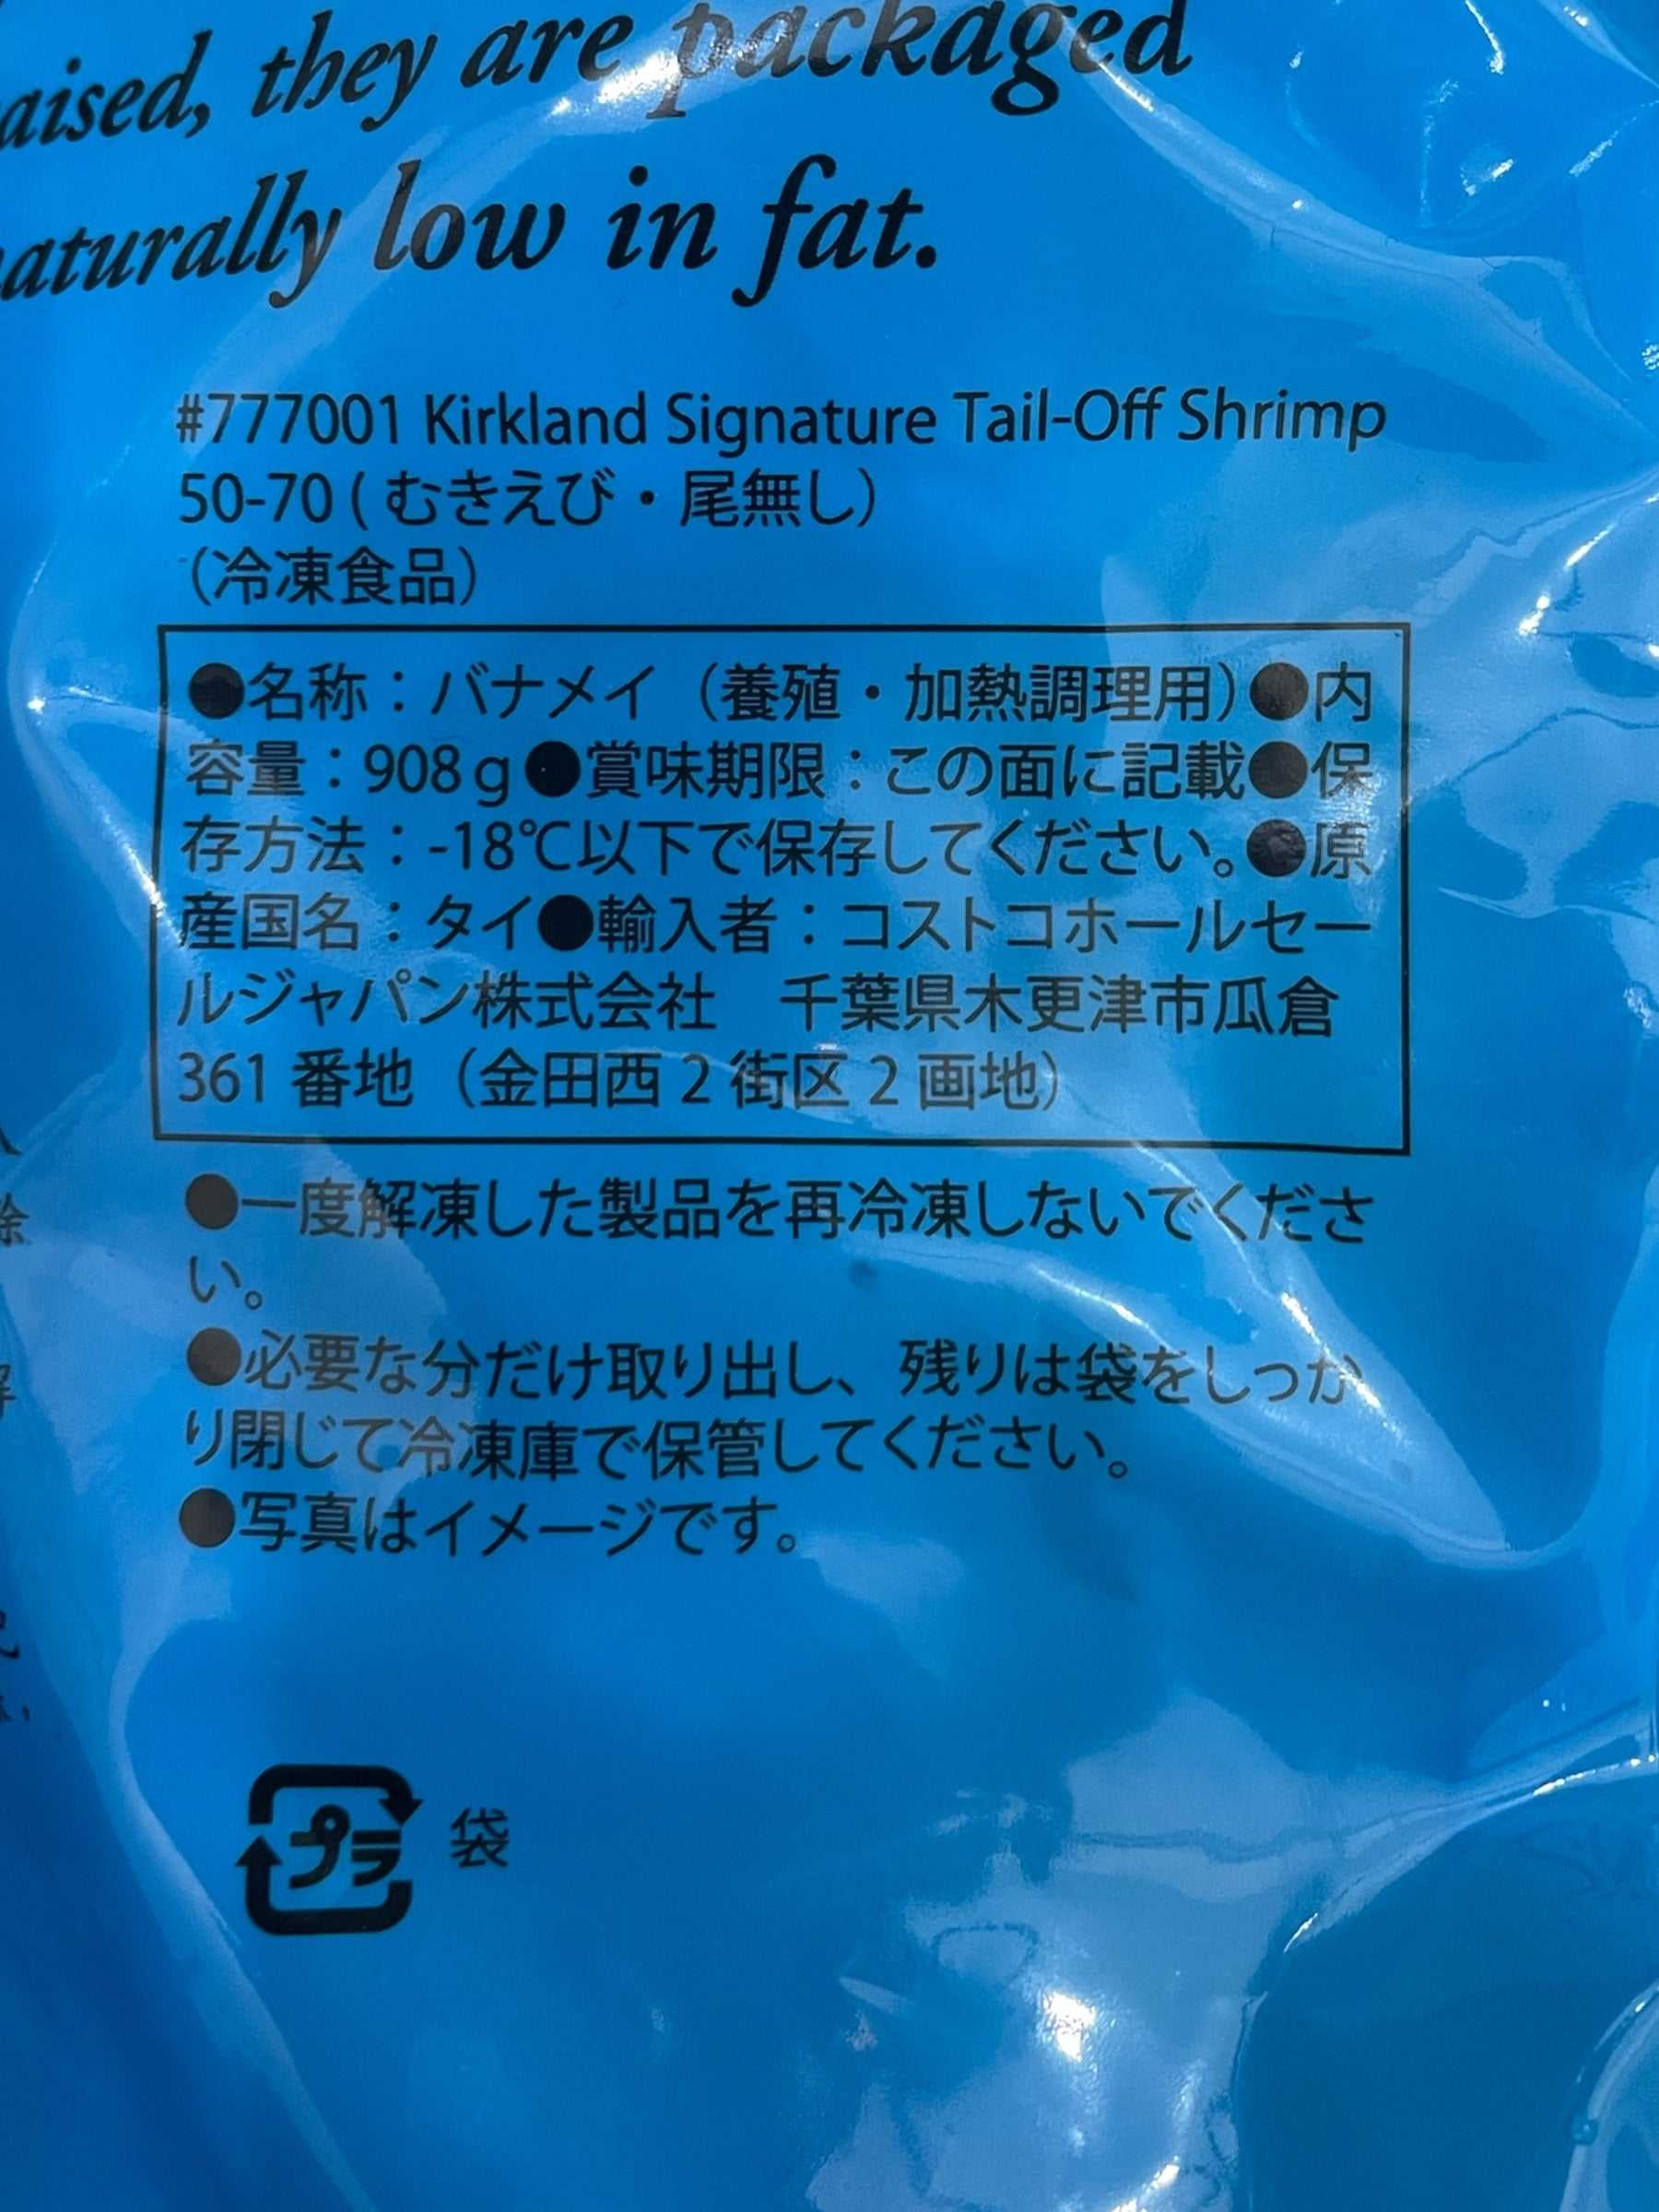 they are packaged
low in fat.
#777001 Kirkland Signature Tail-Off Shrimp
50-70 ( むきえび・尾無し）
（冷凍食品）
●名称：バナメイ（養殖・加熱調理用）●内
容量：908g●賞味期限：この面に記載●保
存方法：-18℃以下で保存してください。●原
産国名：タイ●輸入者：コストコホールセー
ルジャパン株式会社　千葉県木更津市瓜倉
361 番地（金田西 2 街区 2 画地）
●一度解凍した製品を再冷凍しないでくださ
い。
●必要な分だけ取り出し、残りは袋をしっか
り閉じて冷凍庫で保管してください。
●写真はイメージです。
プラ 袋